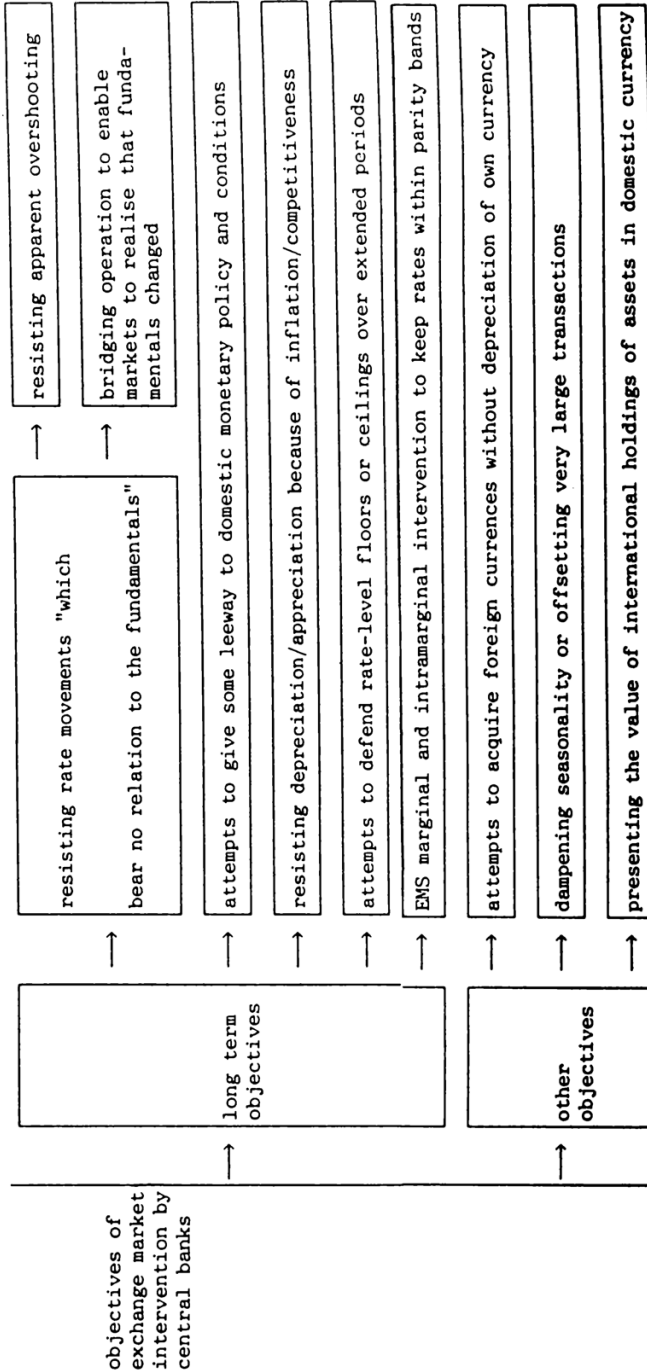 objectives of
exchange market
intervention by
central banks
long term
objectives
resisting rate movements "which
bear no relation to the fundamentals"
resisting apparent overshooting
bridging operation to enable
markets to realise that funda-
mentals changed
attempts to give some leeway to domestic monetary policy and conditions
resisting depreciation/appreciation because of inflation/competitiveness
attempts to defend rate-level floors or ceilings over extended periods
EMS marginal and intramarginal intervention to keep rates within parity bands
other
objectives
attempts to acquire foreign currences without depreciation of own currency
dampening seasonality or offsetting very large transactions
presenting the value of international holdings of assets in domestic currency